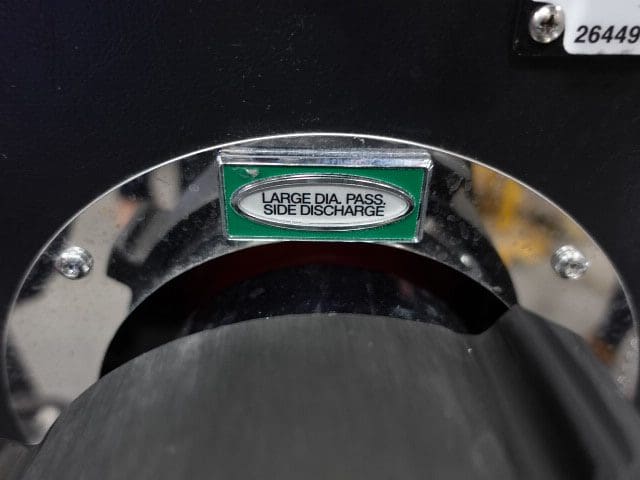 26449
LARGE DIA. PASS.
SIDE DISCHARGE